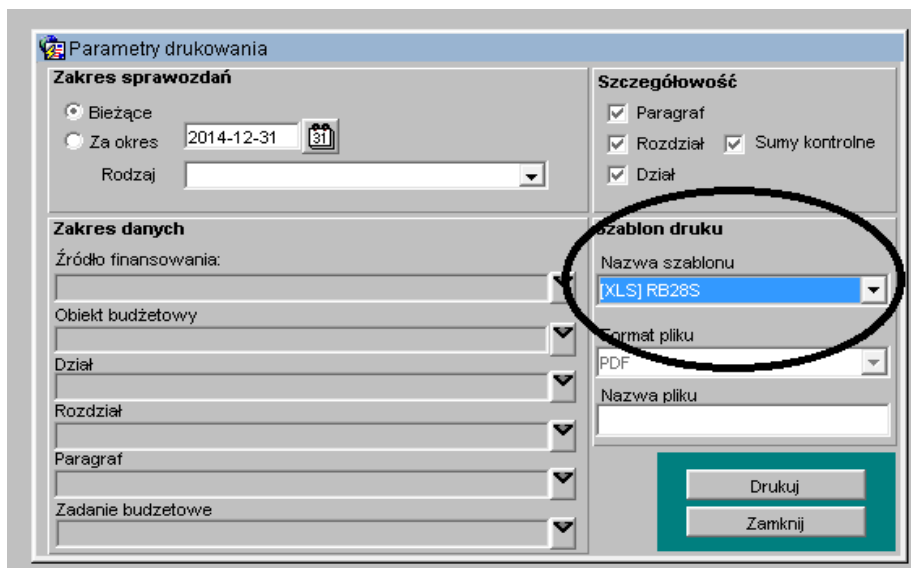 Parametry drukowania
Zakres sprawozdań
Bieżące
Za okres 2014-12-31 31
Rodzaj
Szczegółowość
Paragraf
Rozdział Sumy kontrolne
Dział
Zakres danych
Źródło finansowania:
Obiekt budżetowy
Dział
Rozdział
Paragraf
Zadanie budzetowe
Szablon druku
Nazwa szablonu
[XLS] RB28S
Format pliku
PDF
Nazwa pliku
Drukuj
Zamknij